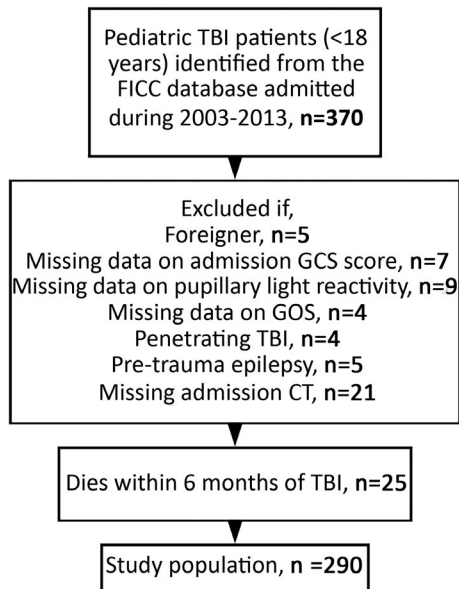 Pediatric TBI patients (<18
years) identified from the
FICC database admitted
during 2003-2013, n=370
Excluded if,
Foreigner, n=5
Missing data on admission GCS score, n=7
Missing data on pupillary light reactivity, n=9
Missing data on GOS, n=4
Penetrating TBI, n=4
Pre-trauma epilepsy, n=5
Missing admission CT, n=21
Dies within 6 months of TBI, n=25
Study population, n =290